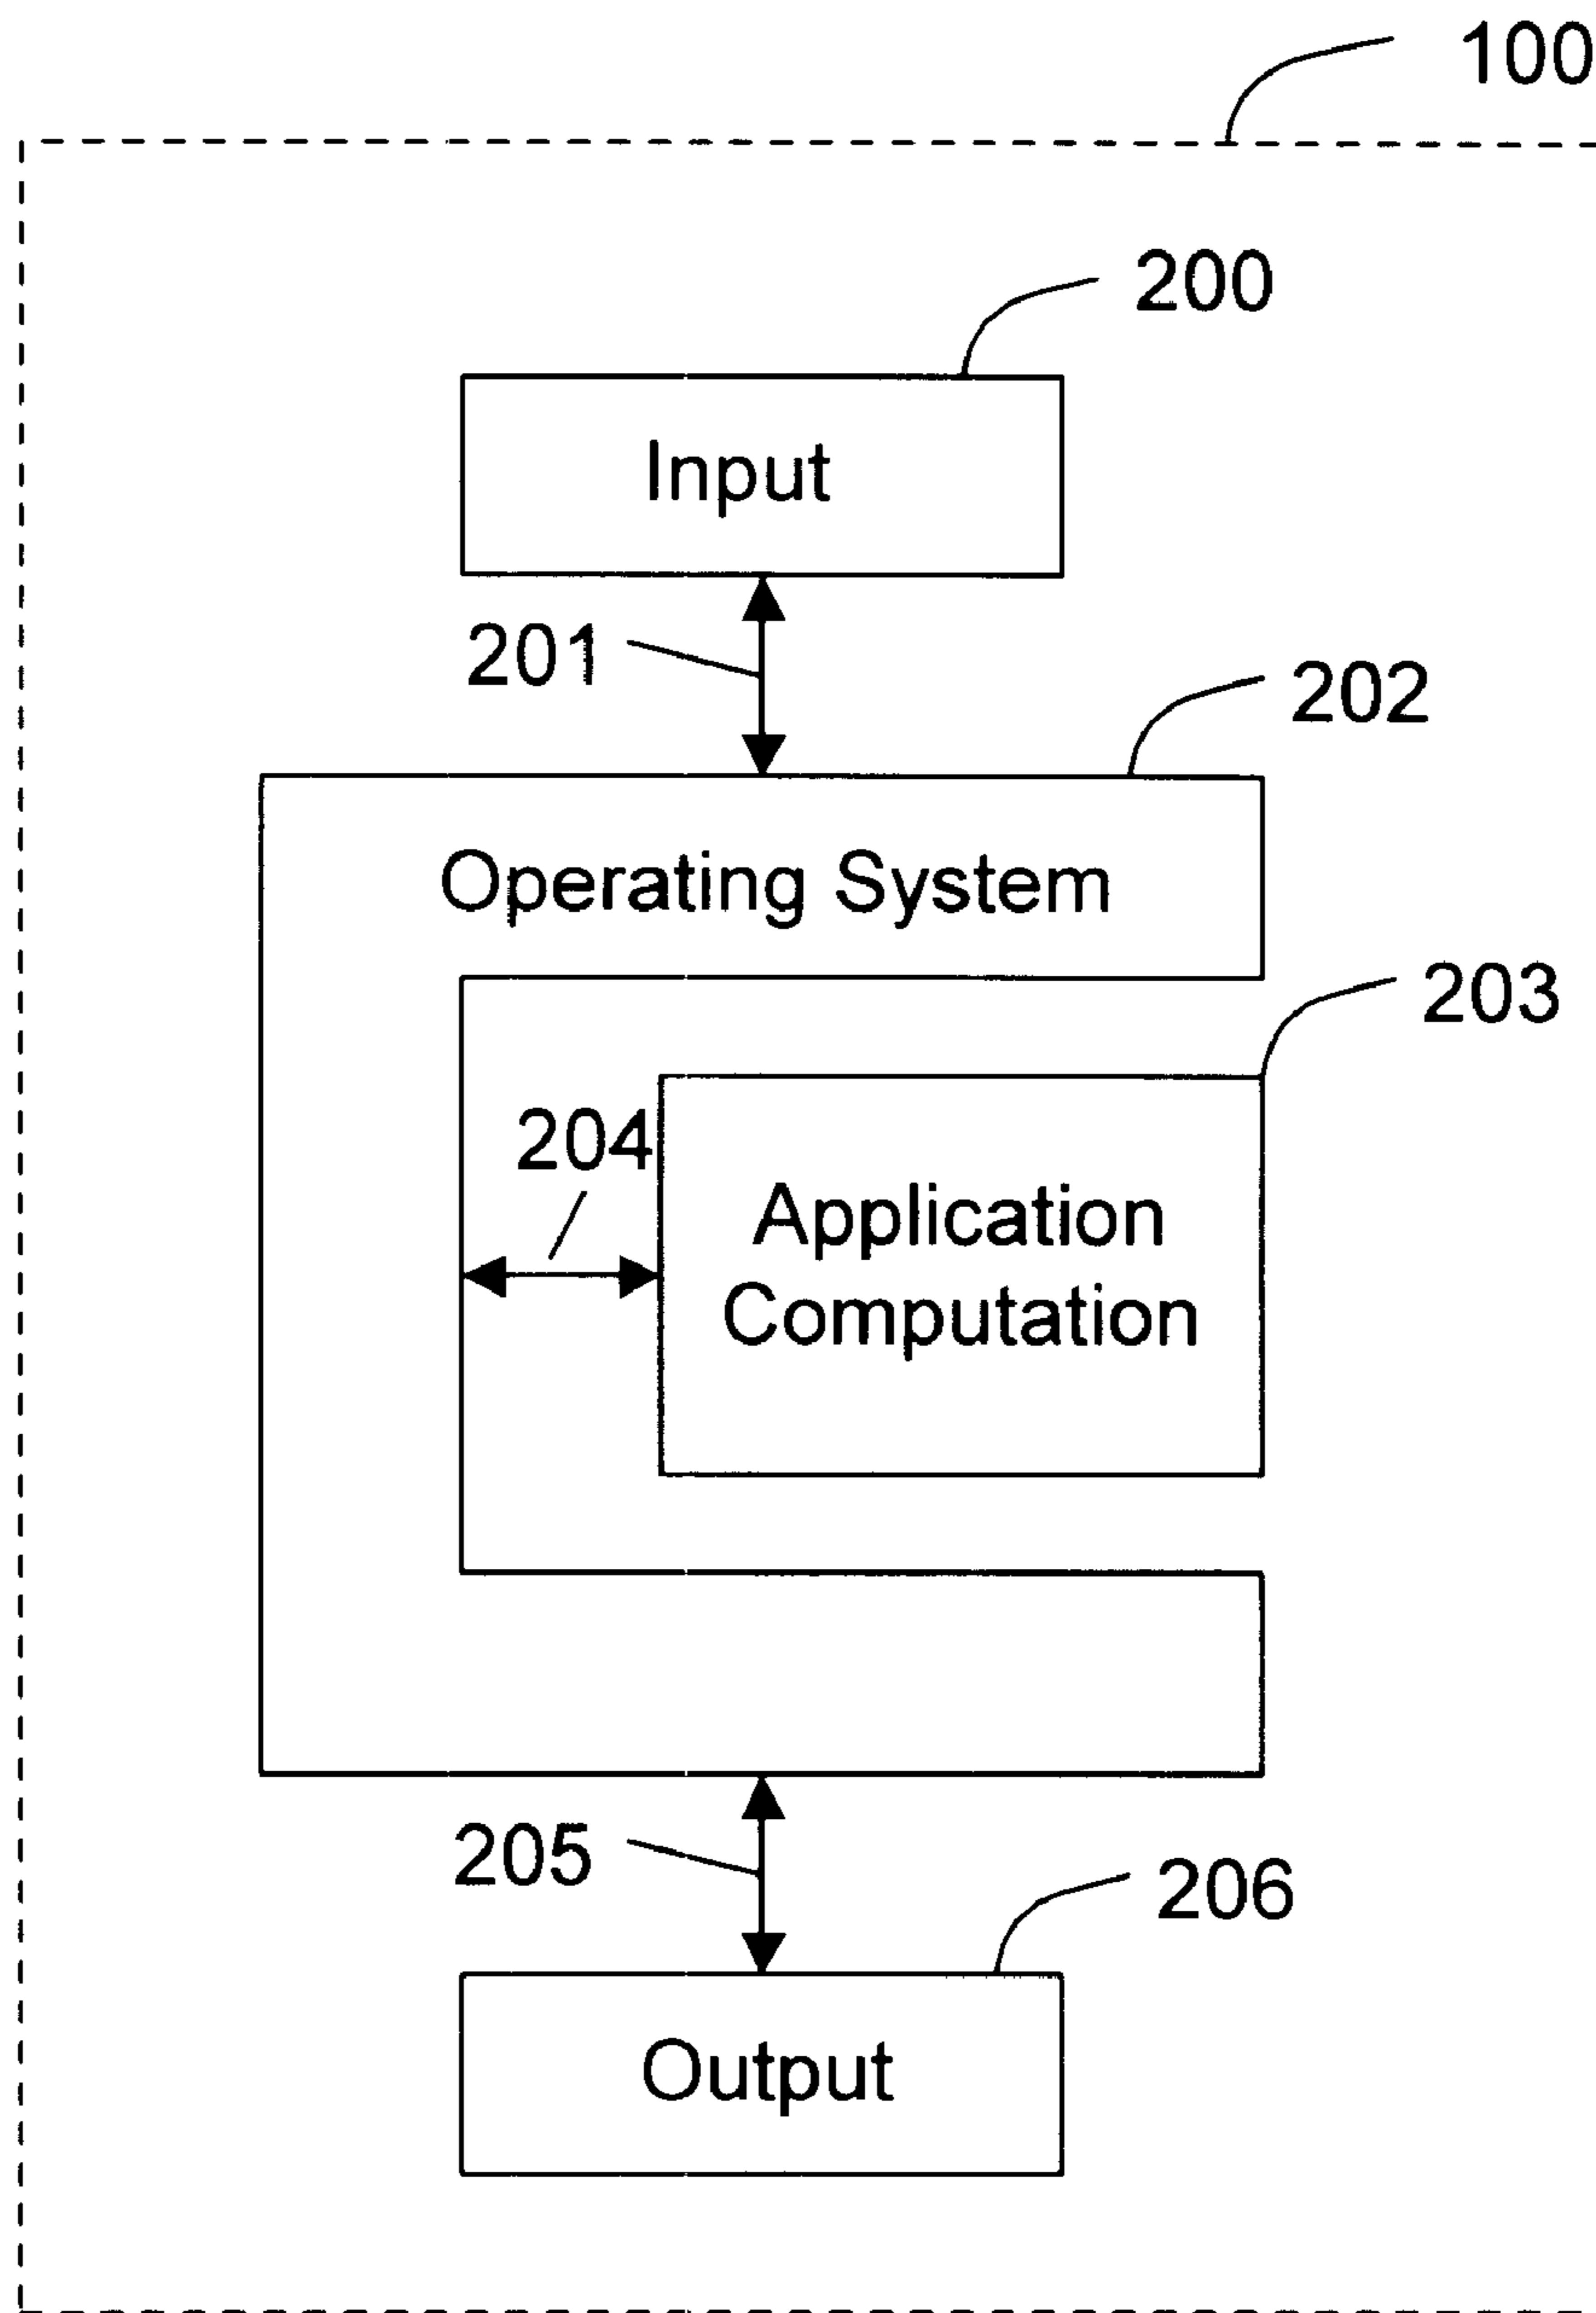 100
200
Input
201
202
Operating System
203
204
Application
Computation
205
206
Output